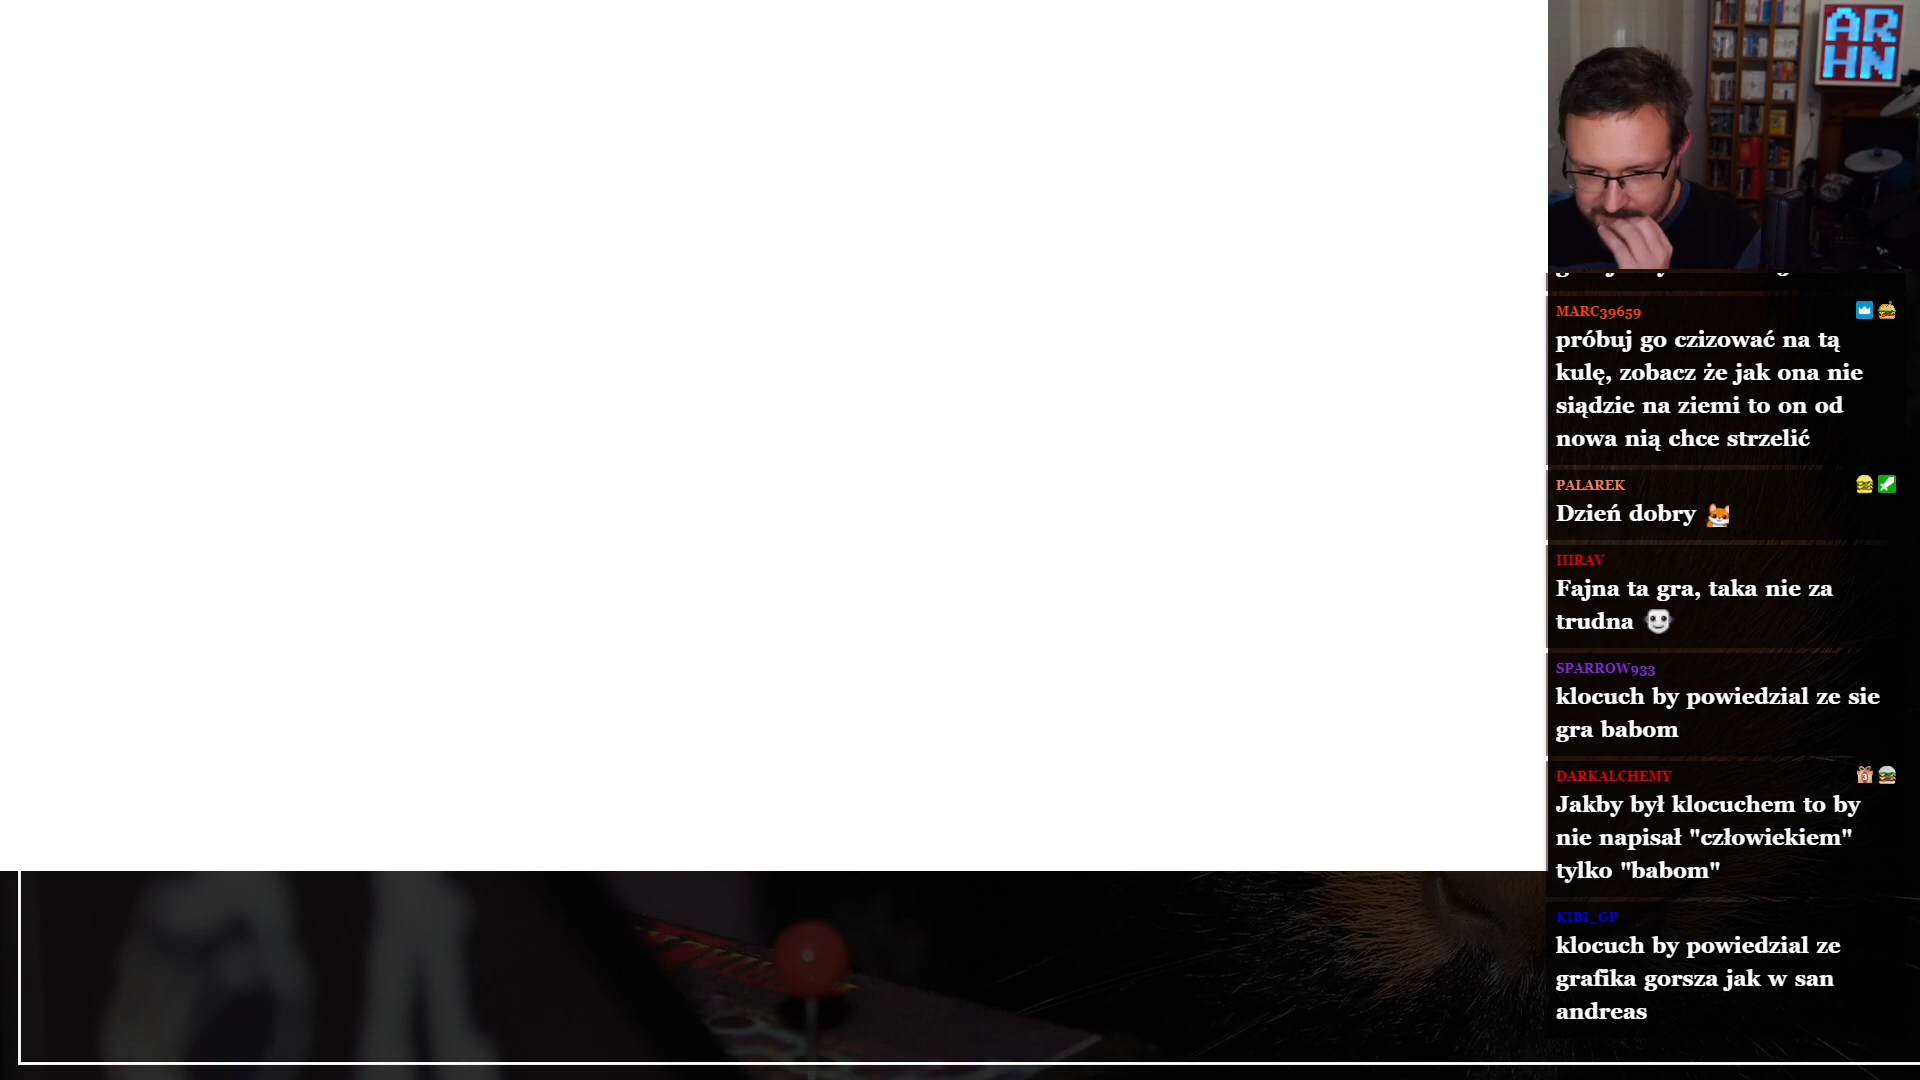 AR
HN
MARC39659
próbuj go czizować na tą
kulę, zobacz że jak ona nie
siądzie na ziemi to on od
nowa nią chce strzelić
PALAREK
Dzień dobry
IIIRAV
Fajna ta gra, taka nie za
trudna
SPARROW933
klocuch by powiedzial ze sie
gra babom
DARKALCHEMY
Jakby był klocuchem to by
nie napisał "człowiekiem"
tylko "babom"
KIBI_GP
klocuch by powiedzial ze
grafika gorsza jak w san
andreas